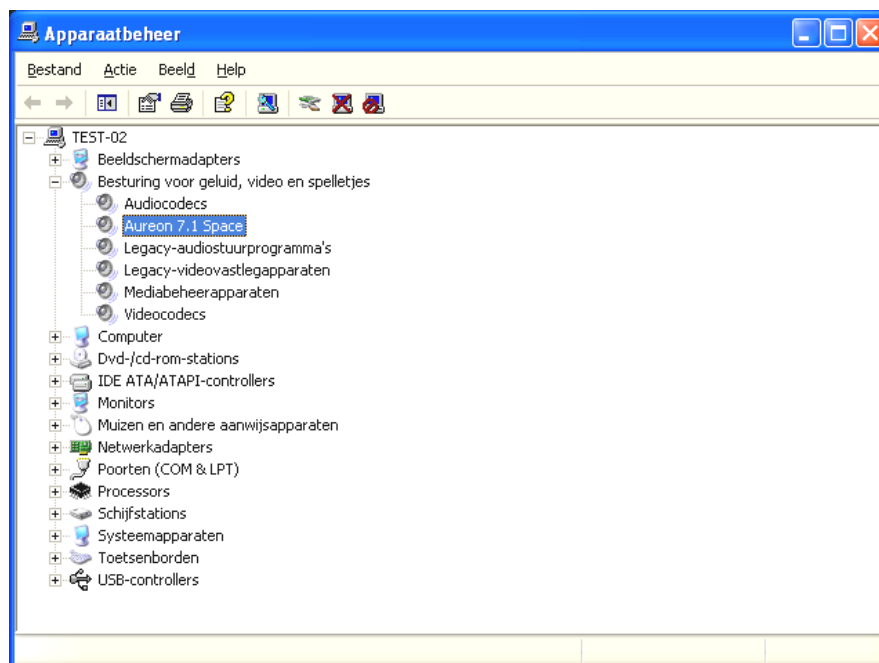 Apparaatbeheer
Bestand Actie Beeld Help
TEST-02
Beeldschermadapters
Besturing voor geluid, video en spelletjes
Audiocodecs
Aureon 7.1 Space
Legacy-audiostuurprogramma's
Legacy-videovastlegapparaten
Mediabeheerapparaten
Videocodecs
Computer
Dvd-/cd-rom-stations
IDE ATA/ATAPI-controllers
Monitors
Muizen en andere aanwijsapparaten
Netwerkadapters
Poorten (COM & LPT)
Processors
Schijfstations
Systeemapparaten
Toetsenborden
USB-controllers